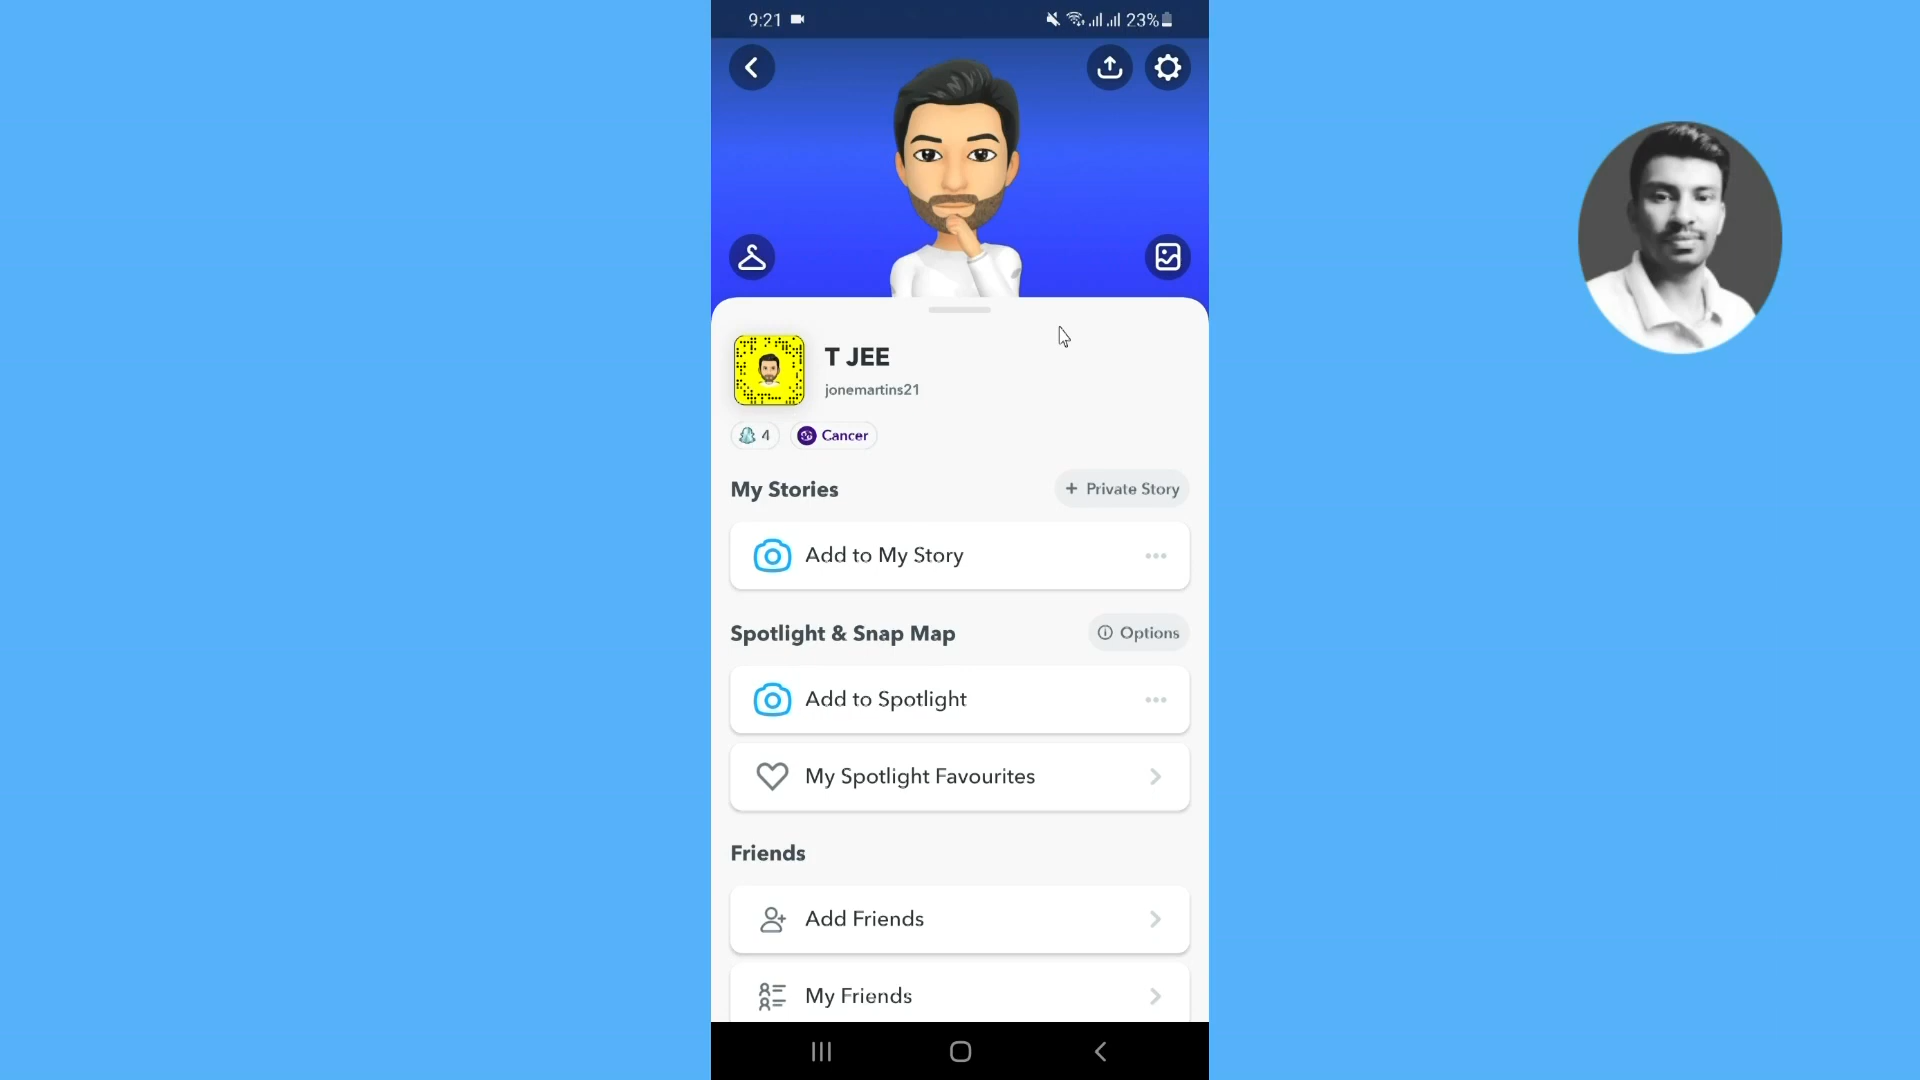 9:21
23%
T JEE
jonemartins21
4
Cancer
My Stories
+ Private Story
Add to My Story
Spotlight & Snap Map
Options
Add to Spotlight
My Spotlight Favourites
Friends
Add Friends
My Friends